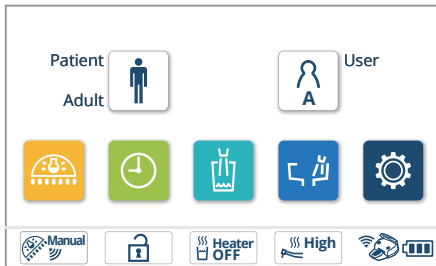 Patient
User
Adult
A
Manual
Heater
OFF
High